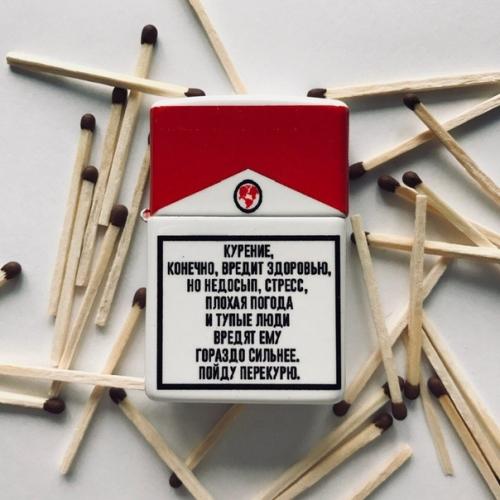 КУРЕНИЕ,
КОНЕЧНО, ВРЕДИТ ЗДОРОВЬЮ,
НО НЕДОСЫП, СТРЕСС,
ПЛОХАЯ ПОГОДА
И ТУПЫЕ ЛЮДИ
ВРЕДЯТ ЕМУ
ГОРАЗДО СИЛЬНЕЕ.
ПОЙДУ ПЕРЕКУРЮ.